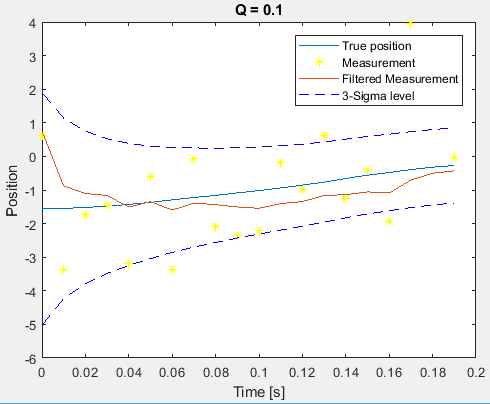 Q = 0.1
4
3
2
1
0
-1
-2
-3
-4
-5
-6
Position
True position
Measurement
Filtered Measurement
3-Sigma level
0 0.02 0.04 0.06 0.08 0.1 0.12 0.14 0.16 0.18 0.2
Time [s]